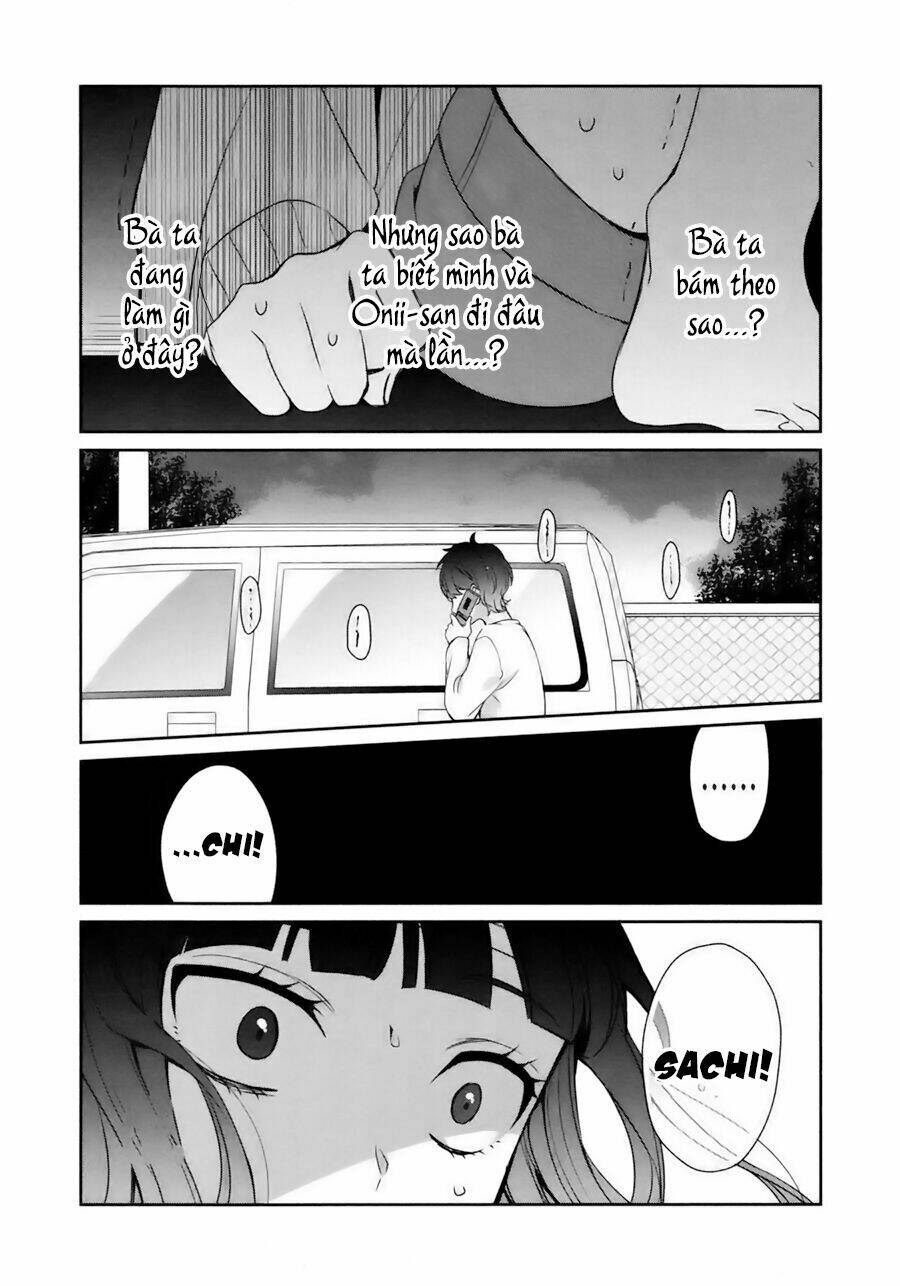 Bà ta
bám theo
sao...?
Nhưng sao bà
ta biết mình và
Onii-san đi đâu
mà lần...?
Bà ta
đang
làm gì
ở đây?
......
...CHI!
SACHI!